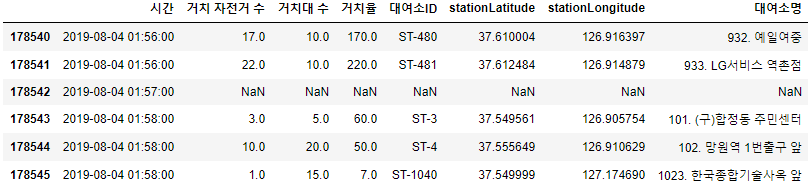 시간 거치 자전거 수 거치대 수 거치율 대여소ID stationLatitude stationLongitude 대여소명
178540 2019-08-04 01:56:00 17.0 10.0 170.0 ST-480 37.610004 126.916397 932. 예일여중
178541 2019-08-04 01:56:00 22.0 10.0 220.0 ST-481 37.612484 126.914879 933. LG서비스 역촌점
178542 2019-08-04 01:57:00 NaN NaN NaN NaN NaN NaN NaN
178543 2019-08-04 01:58:00 3.0 5.0 60.0 ST-3 37.549561 126.905754 101. (구)합정동 주민센터
178544 2019-08-04 01:58:00 10.0 20.0 50.0 ST-4 37.555649 126.910629 102. 망원역 1번출구 앞
178545 2019-08-04 01:58:00 1.0 15.0 7.0 ST-1040 37.549999 127.174690 1023. 한국종합기술사옥 앞